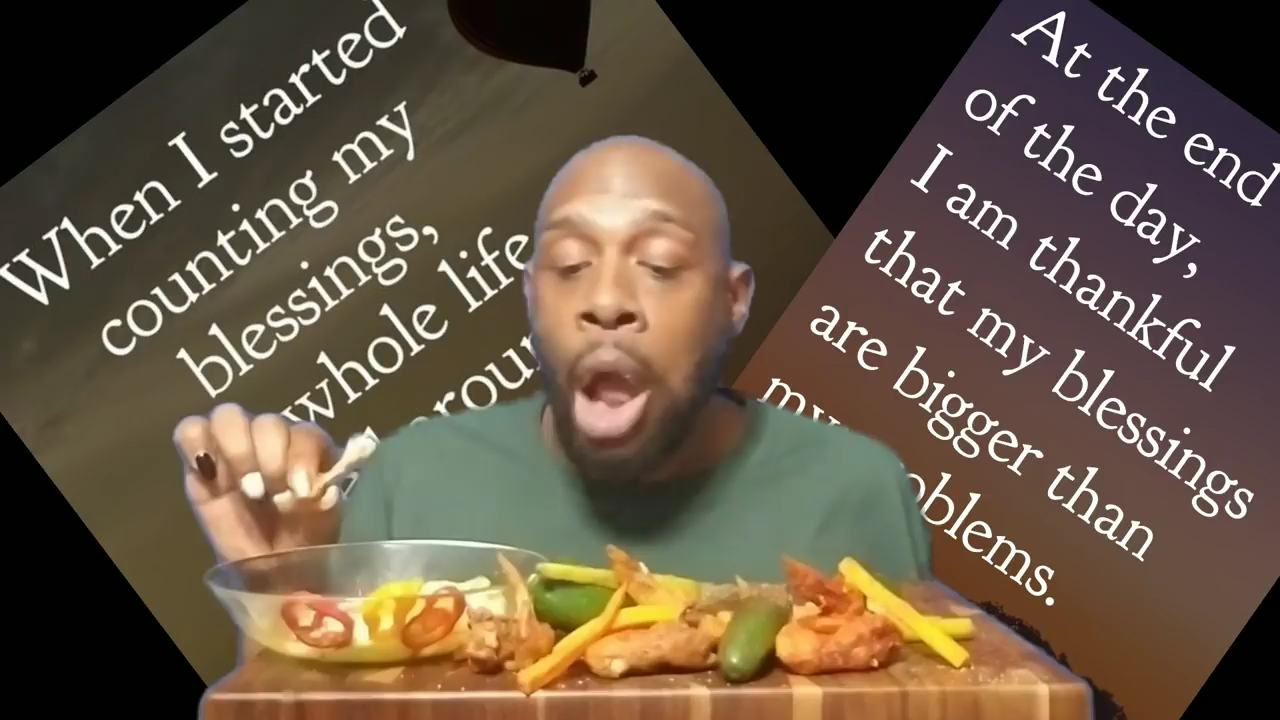 When I started
counting my
blessings,
whole life
At the end
of the day,
I am thankful
that my blessings
are bigger than
my